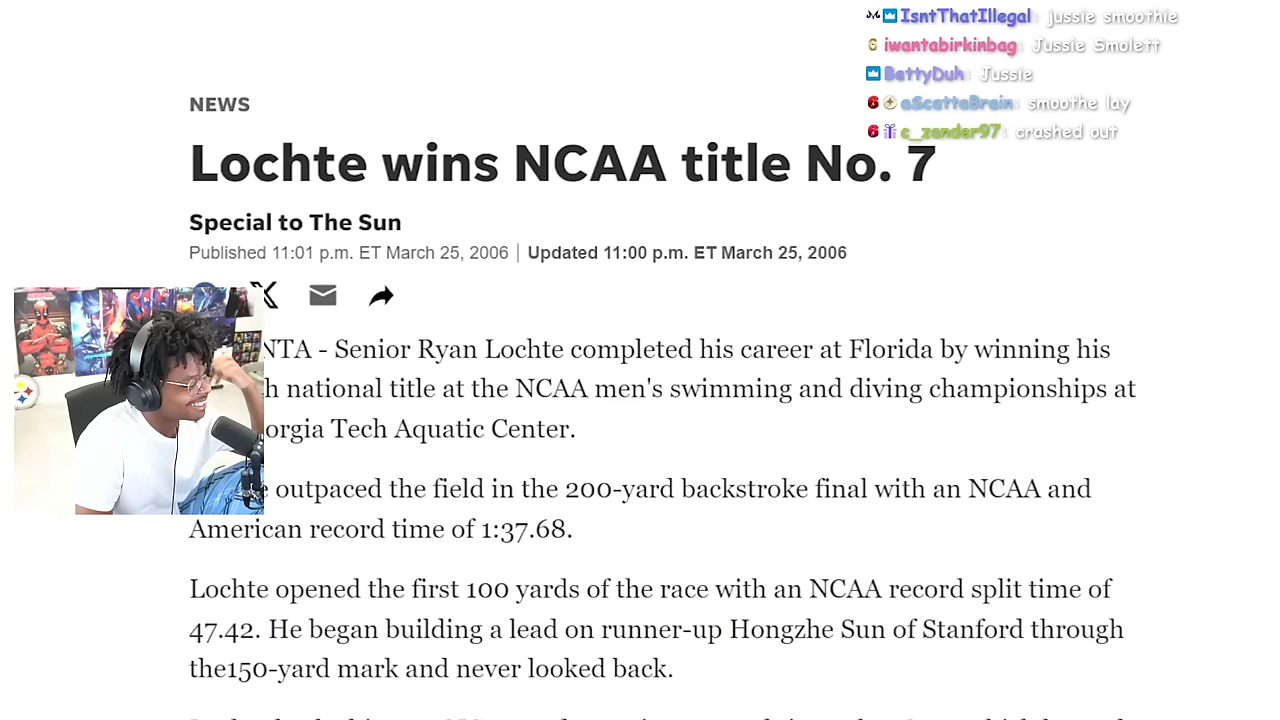 IsntThatIllegal: jussie smoothie
iwantabirkinbag: Jussie Smolett
BettyDuh: Jussie
aScattaBrain: smoothe lay
c_zander97: crashed out
NEWS
Lochte wins NCAA title No. 7
Special to The Sun
Published 11:01 p.m. ET March 25, 2006 | Updated 11:00 p.m. ET March 25, 2006
NTA - Senior Ryan Lochte completed his career at Florida by winning his
h national title at the NCAA men's swimming and diving championships at
orgia Tech Aquatic Center.
e outpaced the field in the 200-yard backstroke final with an NCAA and
American record time of 1:37.68.
Lochte opened the first 100 yards of the race with an NCAA record split time of
47.42. He began building a lead on runner-up Hongzhe Sun of Stanford through
the150-yard mark and never looked back.